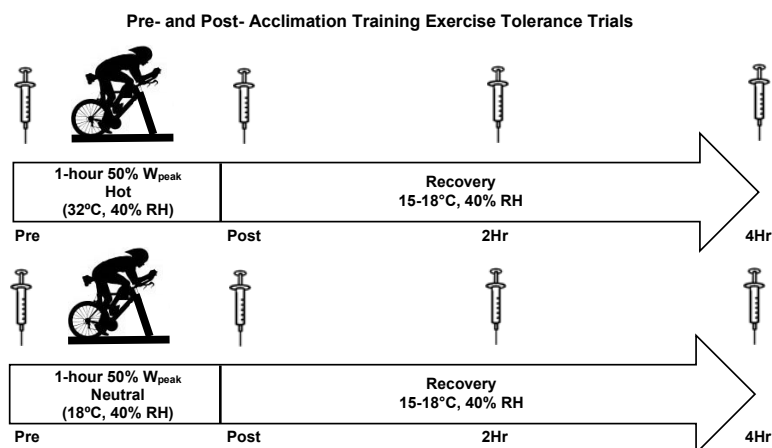 Pre- and Post- Acclimation Training Exercise Tolerance Trials
1-hour 50% Wpeak
Hot
(32ºC, 40% RH)
Recovery
15-18°C, 40% RH
Pre
Post
2Hr
4Hr
1-hour 50% Wpeak
Neutral
(18ºC, 40% RH)
Recovery
15-18°C, 40% RH
Pre
Post
2Hr
4Hr